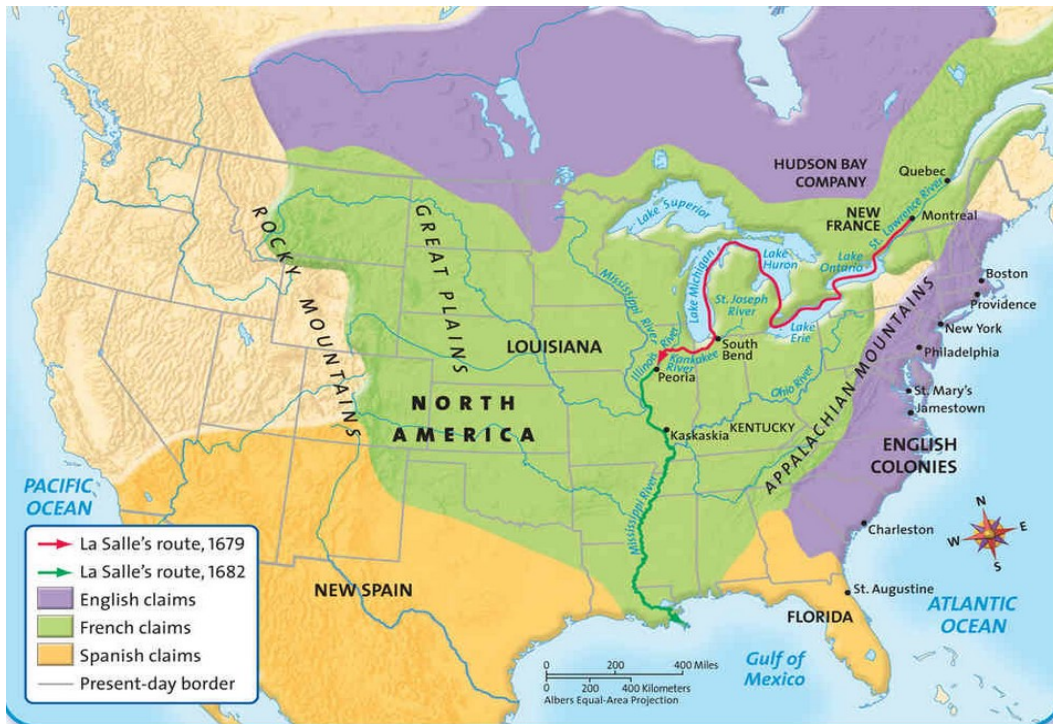 HUDSON BAY
COMPANY
Quebec
St. Lawrence River
NEW
FRANCE
Montreal
Lake Superior
ROCKY MOUNTAINS
GREAT PLAINS
Mississippi River
Lake Michigan
Lake
Huron
Lake
Ontario
Boston
Providence
St. Joseph
River
Lake
Erie
New York
LOUISIANA
Illinois River
Kankakee
River
South
Bend
Philadelphia
APPALACHIAN MOUNTAINS
Peoria
Ohio River
St. Mary's
Jamestown
NORTH
AMERICA
Kaskaskia
KENTUCKY
ENGLISH
COLONIES
PACIFIC
OCEAN
Mississippi River
Charleston
N
E
W
S
La Salle's route, 1679
La Salle's route, 1682
English claims
French claims
Spanish claims
Present-day border
NEW SPAIN
St. Augustine
FLORIDA
ATLANTIC
OCEAN
Gulf of
Mexico
0 200 400 Miles
0 200 400 Kilometers
Albers Equal-Area Projection